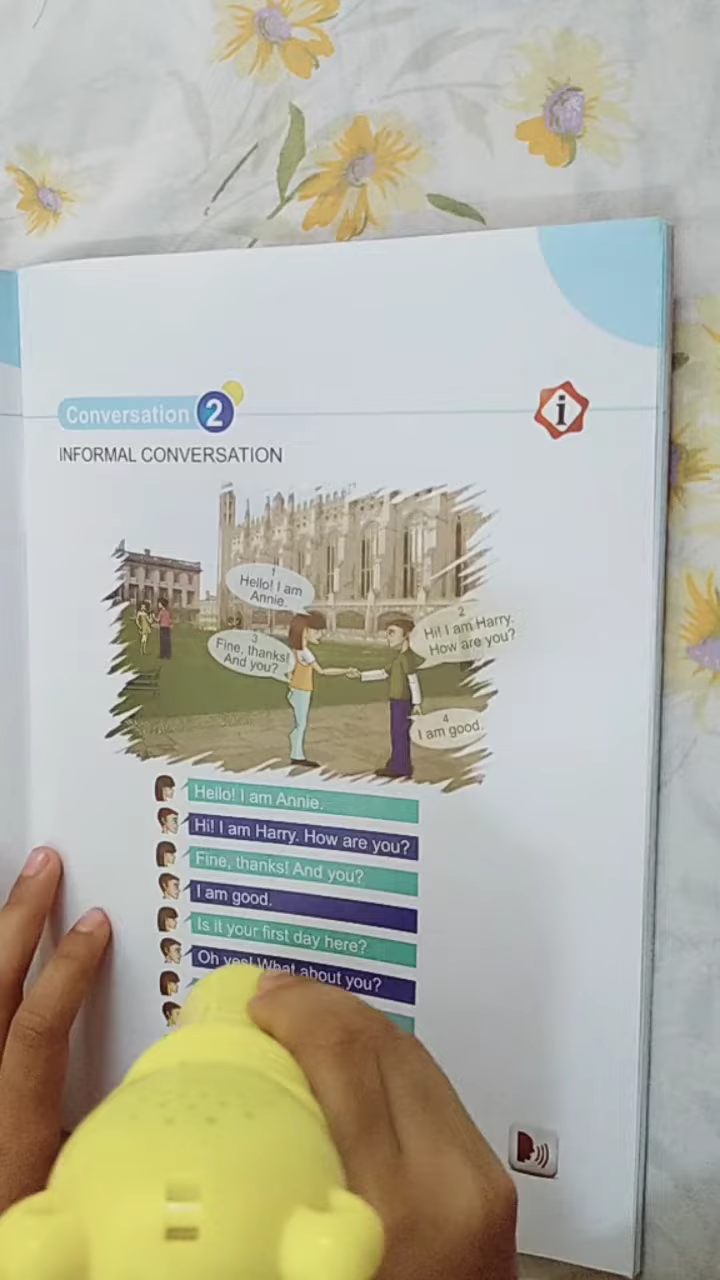 Conversation 2
i
INFORMAL CONVERSATION
1
Hello! I am
Annie.
2
Hi! I am Harry.
How are you?
3
Fine, thanks!
And you?
4
I am good.
Hello! I am Annie.
Hi! I am Harry. How are you?
Fine, thanks! And you?
I am good.
Is it your first day here?
Oh yes! What about you?